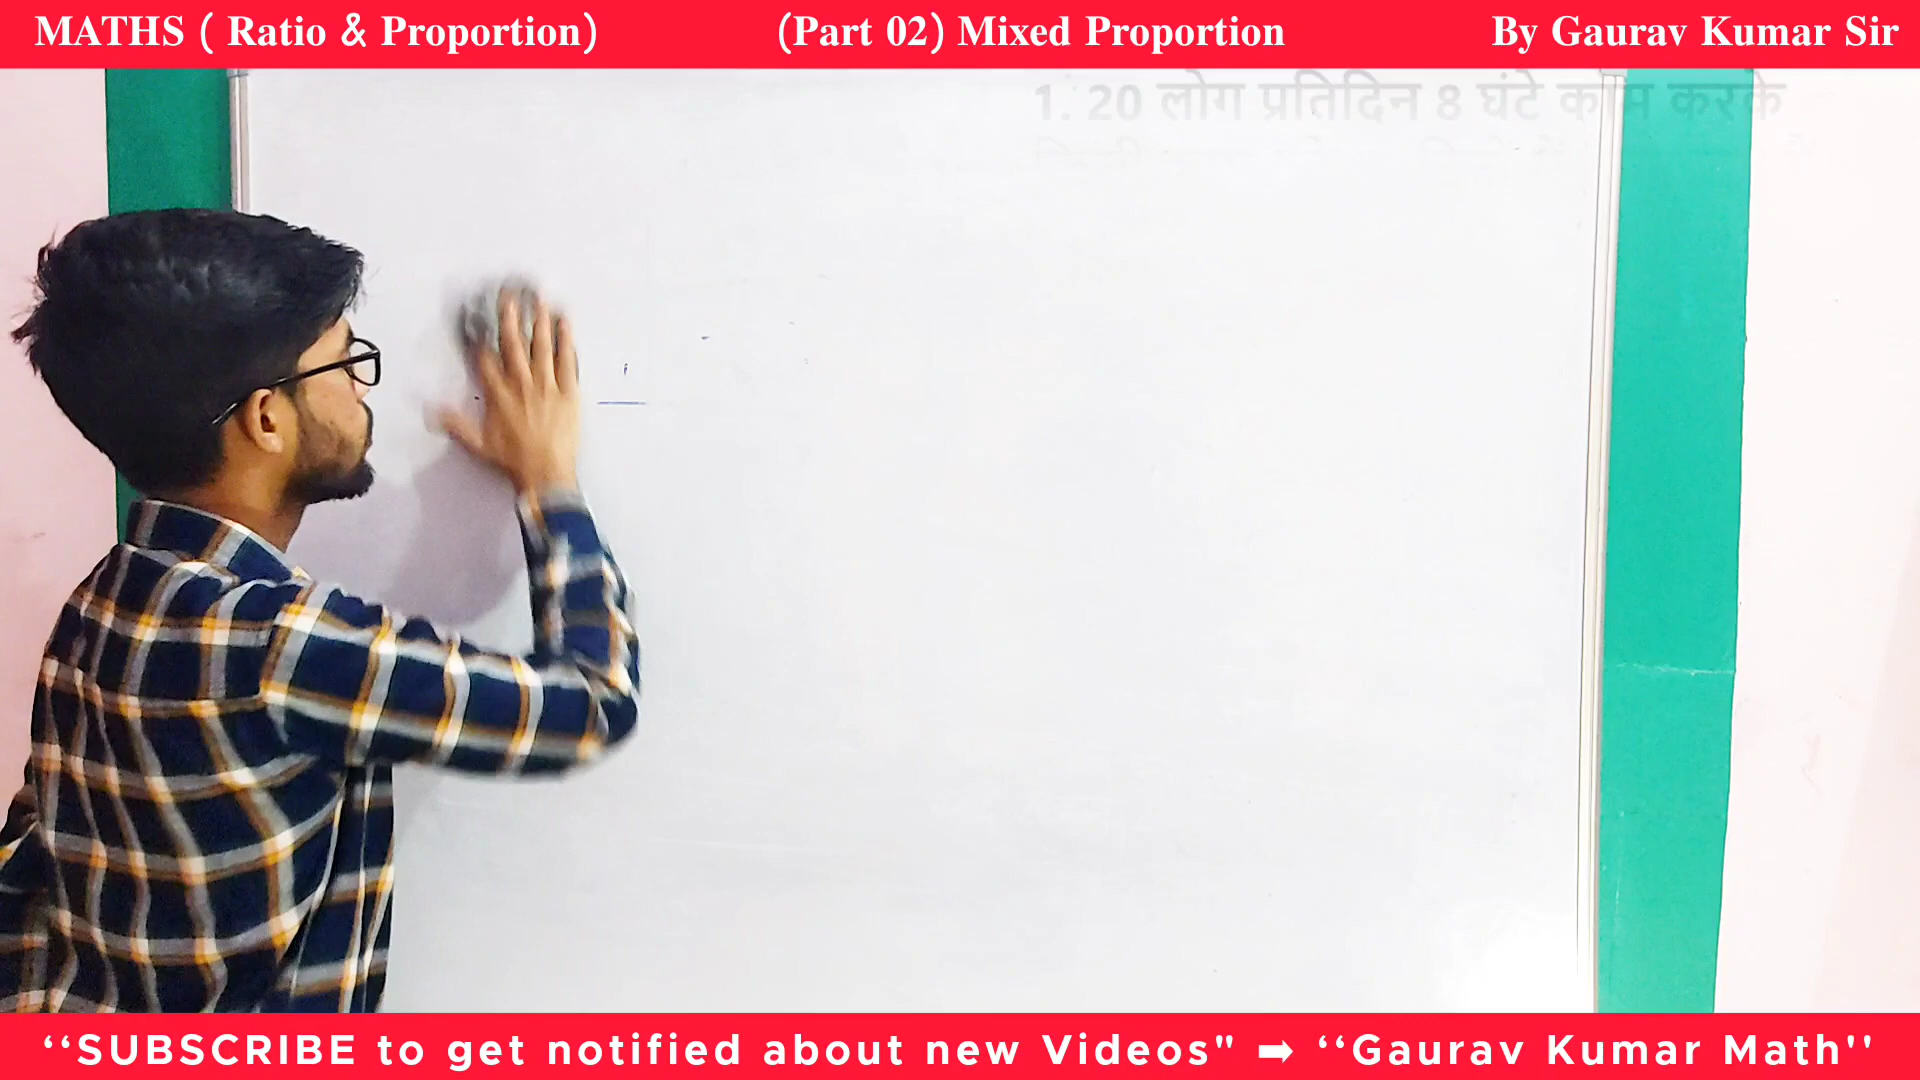 MATHS ( Ratio & Proportion) (Part 02) Mixed Proportion By Gaurav Kumar Sir
1. 20 लोग प्रतिदिन 8 घंटे काम करके
‘‘SUBSCRIBE to get notified about new Videos" ➡ ‘‘Gaurav Kumar Math''